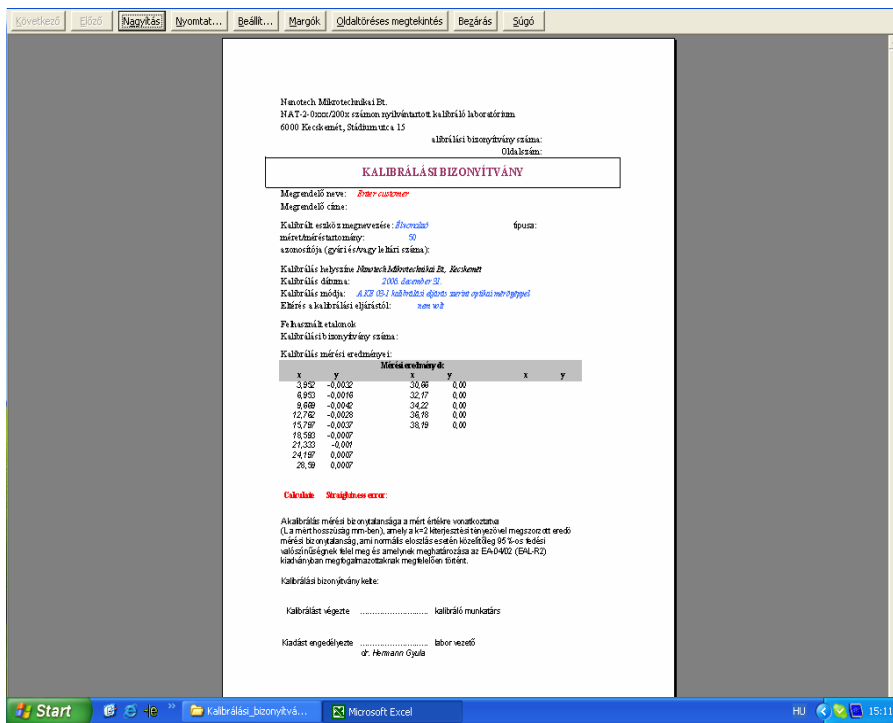 Következő Előző Nagyítás Nyomtat... Beállít... Margók Oldaltöréses megtekintés Bezárás Súgó
Nanotech Mikrotechnikai Bt.
NAT-2-0xxx/200x számon nyilvántartott kalibráló laboratórium
6000 Kecskemét, Stádium utca 15
alibrálási bizonyítvány száma:
Oldalszám:
KALIBRÁLÁSI BIZONYÍTVÁNY
Megrendelő neve: Enter customer
Megrendelő címe:
Kalibrált eszköz megnevezése: Élvonalzó típusa:
méret/méréstartomány: 50
azonosítója (gyári és/vagy leltári száma):
Kalibrálás helyszíne Nanotech Mikrotechnikai Bt, Kecskemét
Kalibrálás dátuma: 2006. december 31.
Kalibrálás módja: AKE 03-1 kalibrálási eljárás szerint optikai mérőgéppel
Eltérés a kalibrálási eljárástól: nem volt
Felhasznált etalonok
Kalibrálási bizonyítvány száma:
Kalibrálás mérési eredményei:
Mérési eredmények
x y x y x y
3,952 -0,0032 30,66 0,00
6,953 -0,0016 32,17 0,00
9,669 -0,0042 34,22 0,00
12,762 -0,0028 36,18 0,00
15,797 -0,0037 38,19 0,00
18,593 -0,0007
21,333 -0,001
24,197 0,0007
28,59 0,0007
Calculate Straightness error:
A kalibrálás mérési bizonytalansága a mért értékre vonatkoztatva
(L a mért hosszúság mm-ben), amely a k=2 kiterjesztési tényezővel megszorzott eredő
mérési bizonytalanság, ami normális eloszlás esetén közelítőleg 95 %-os fedési
valószínűségnek felel meg és amelynek meghatározása az EA-04/02 (EAL-R2)
kiadványban megfogalmazottaknak megfelelően történt.
Kalibrálási bizonyítvány kelte:
Kalibrálást végezte ............................ kalibráló munkatárs
Kiadást engedélyezte ............................ labor vezető
dr. Hermann Gyula
Start Kalibrálási_bizonyítvá... Microsoft Excel HU 15:11